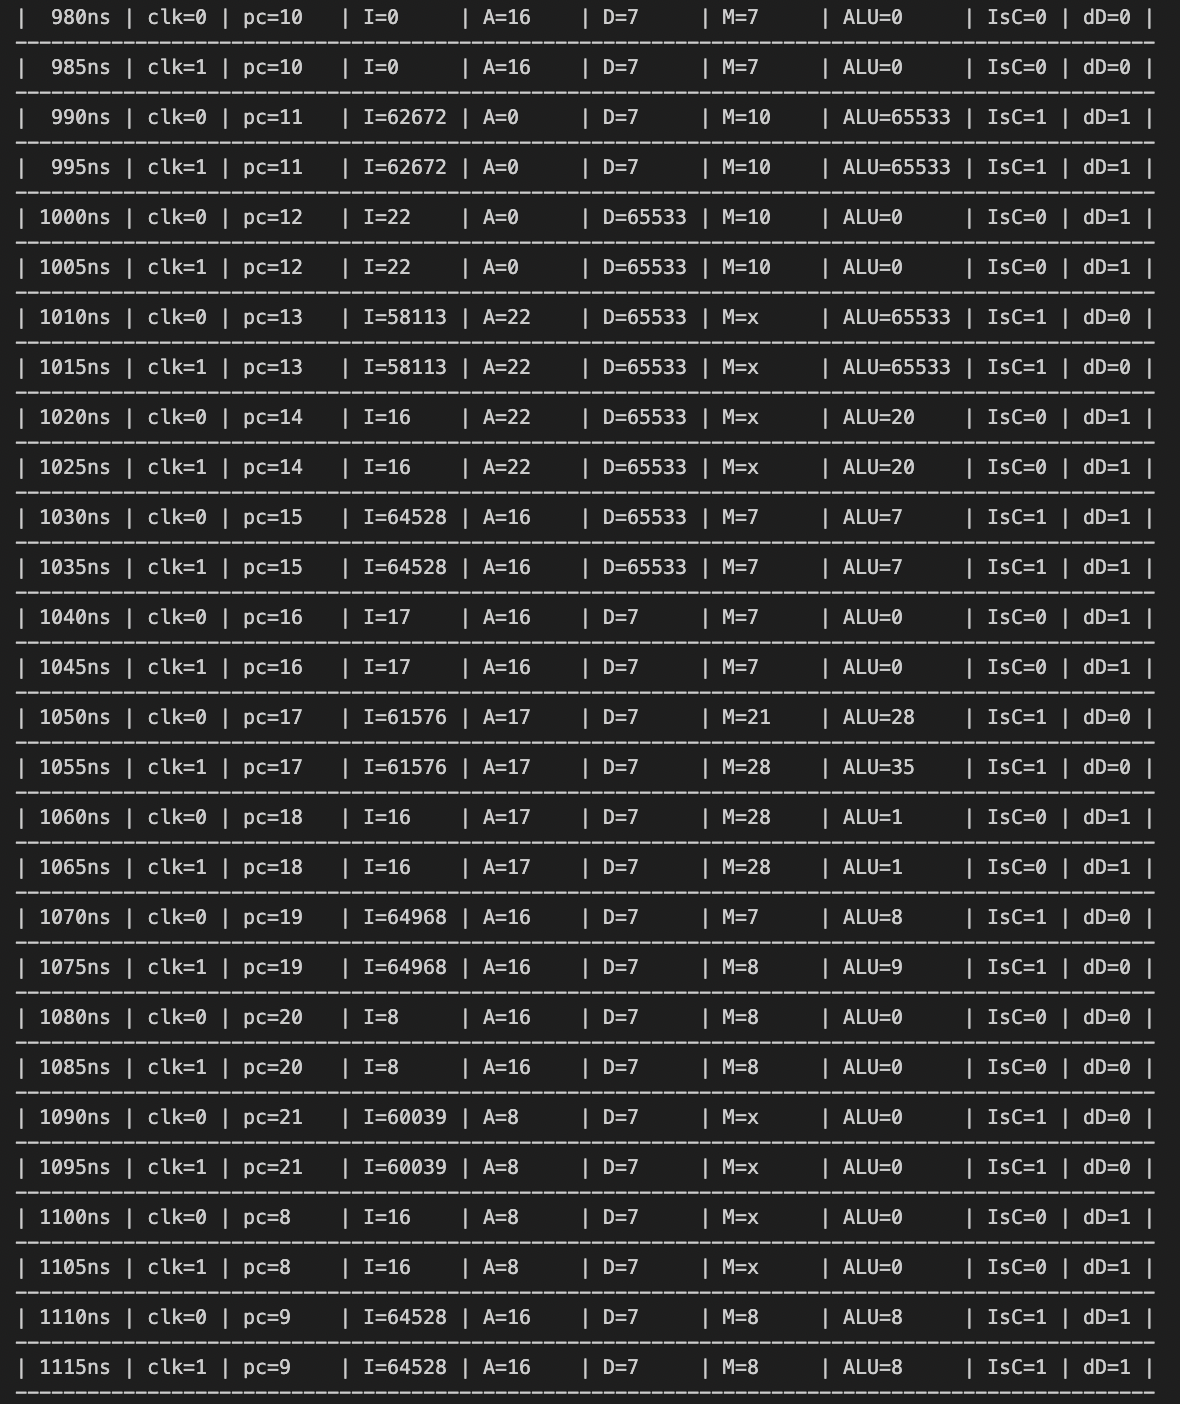 |  980ns | clk=0 | pc=10   | I=0     | A=16    | D=7     | M=7     | ALU=0     | IsC=0 | dD=0 |
|  985ns | clk=1 | pc=10   | I=0     | A=16    | D=7     | M=7     | ALU=0     | IsC=0 | dD=0 |
|  990ns | clk=0 | pc=11   | I=62672 | A=0     | D=7     | M=10    | ALU=65533 | IsC=1 | dD=1 |
|  995ns | clk=1 | pc=11   | I=62672 | A=0     | D=7     | M=10    | ALU=65533 | IsC=1 | dD=1 |
| 1000ns | clk=0 | pc=12   | I=22    | A=0     | D=65533 | M=10    | ALU=0     | IsC=0 | dD=1 |
| 1005ns | clk=1 | pc=12   | I=22    | A=0     | D=65533 | M=10    | ALU=0     | IsC=0 | dD=1 |
| 1010ns | clk=0 | pc=13   | I=58113 | A=22    | D=65533 | M=x     | ALU=65533 | IsC=1 | dD=0 |
| 1015ns | clk=1 | pc=13   | I=58113 | A=22    | D=65533 | M=x     | ALU=65533 | IsC=1 | dD=0 |
| 1020ns | clk=0 | pc=14   | I=16    | A=22    | D=65533 | M=x     | ALU=20    | IsC=0 | dD=1 |
| 1025ns | clk=1 | pc=14   | I=16    | A=22    | D=65533 | M=x     | ALU=20    | IsC=0 | dD=1 |
| 1030ns | clk=0 | pc=15   | I=64528 | A=16    | D=65533 | M=7     | ALU=7     | IsC=1 | dD=1 |
| 1035ns | clk=1 | pc=15   | I=64528 | A=16    | D=65533 | M=7     | ALU=7     | IsC=1 | dD=1 |
| 1040ns | clk=0 | pc=16   | I=17    | A=16    | D=7     | M=7     | ALU=0     | IsC=0 | dD=1 |
| 1045ns | clk=1 | pc=16   | I=17    | A=16    | D=7     | M=7     | ALU=0     | IsC=0 | dD=1 |
| 1050ns | clk=0 | pc=17   | I=61576 | A=17    | D=7     | M=21    | ALU=28    | IsC=1 | dD=0 |
| 1055ns | clk=1 | pc=17   | I=61576 | A=17    | D=7     | M=28    | ALU=35    | IsC=1 | dD=0 |
| 1060ns | clk=0 | pc=18   | I=16    | A=17    | D=7     | M=28    | ALU=1     | IsC=0 | dD=1 |
| 1065ns | clk=1 | pc=18   | I=16    | A=17    | D=7     | M=28    | ALU=1     | IsC=0 | dD=1 |
| 1070ns | clk=0 | pc=19   | I=64968 | A=16    | D=7     | M=7     | ALU=8     | IsC=1 | dD=0 |
| 1075ns | clk=1 | pc=19   | I=64968 | A=16    | D=7     | M=8     | ALU=9     | IsC=1 | dD=0 |
| 1080ns | clk=0 | pc=20   | I=8     | A=16    | D=7     | M=8     | ALU=0     | IsC=0 | dD=0 |
| 1085ns | clk=1 | pc=20   | I=8     | A=16    | D=7     | M=8     | ALU=0     | IsC=0 | dD=0 |
| 1090ns | clk=0 | pc=21   | I=60039 | A=8     | D=7     | M=x     | ALU=0     | IsC=1 | dD=0 |
| 1095ns | clk=1 | pc=21   | I=60039 | A=8     | D=7     | M=x     | ALU=0     | IsC=1 | dD=0 |
| 1100ns | clk=0 | pc=8    | I=16    | A=8     | D=7     | M=x     | ALU=0     | IsC=0 | dD=1 |
| 1105ns | clk=1 | pc=8    | I=16    | A=8     | D=7     | M=x     | ALU=0     | IsC=0 | dD=1 |
| 1110ns | clk=0 | pc=9    | I=64528 | A=16    | D=7     | M=8     | ALU=8     | IsC=1 | dD=1 |
| 1115ns | clk=1 | pc=9    | I=64528 | A=16    | D=7     | M=8     | ALU=8     | IsC=1 | dD=1 |